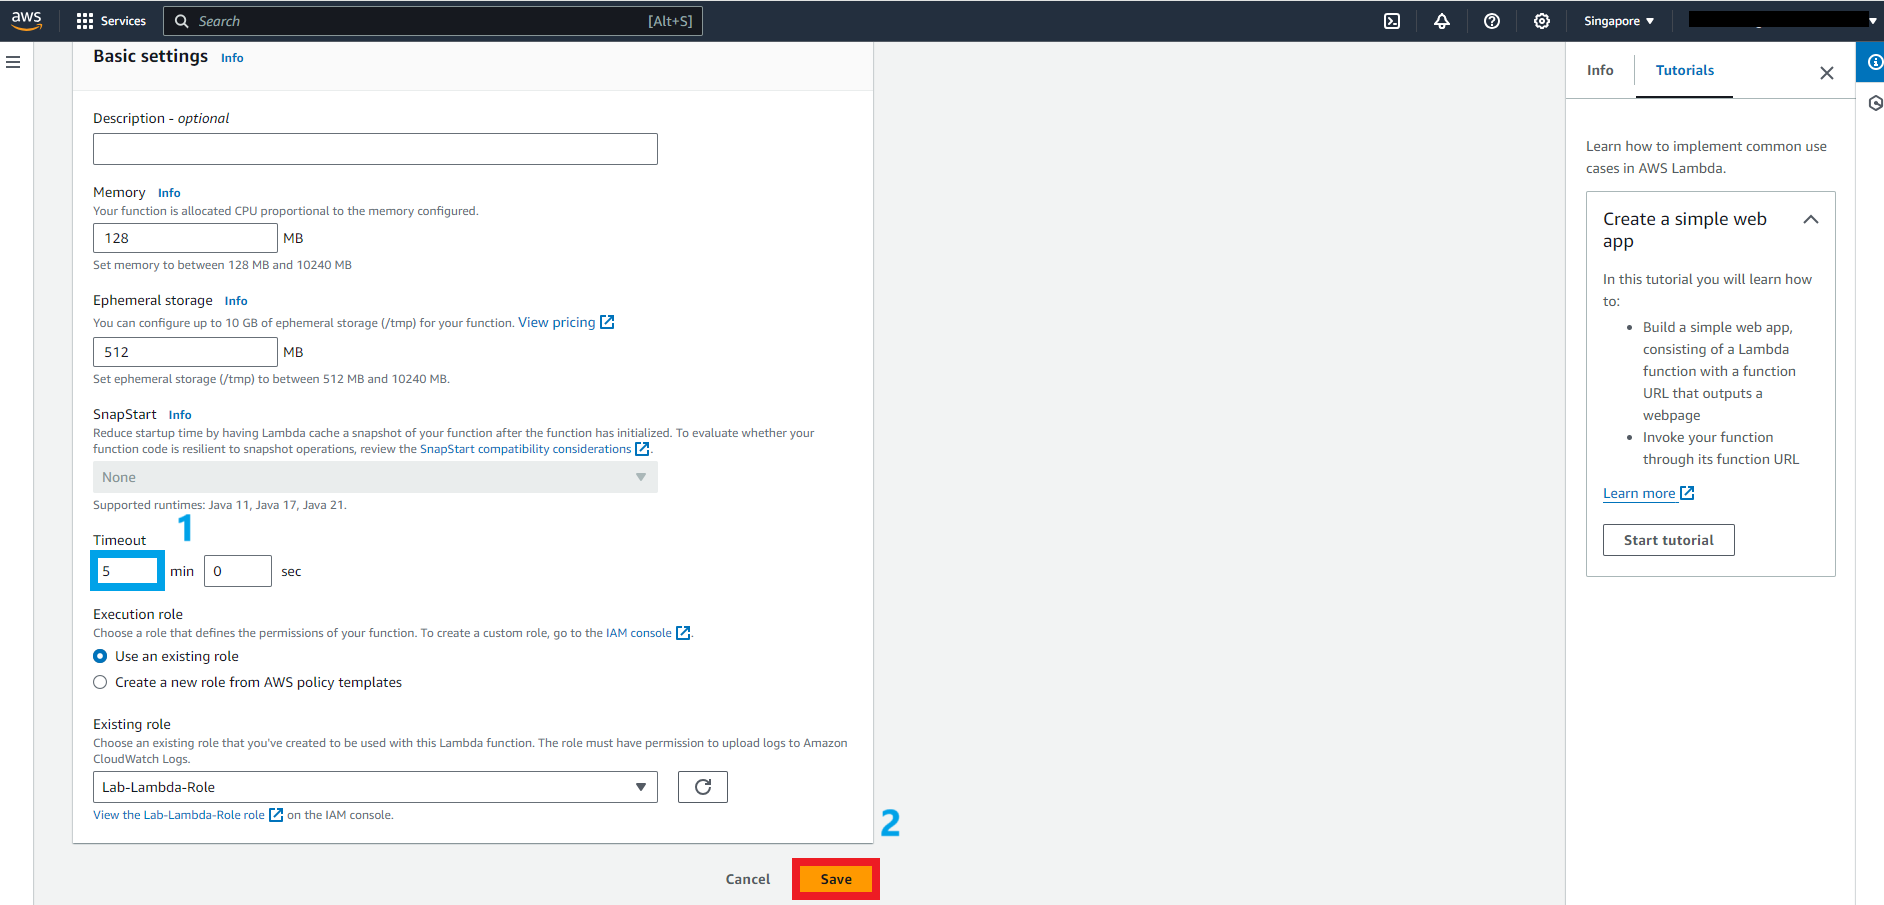 aws
Services
Search
[Alt+S]
Singapore
Basic settings Info
Description - optional
Memory Info
Your function is allocated CPU proportional to the memory configured.
128 MB
Set memory to between 128 MB and 10240 MB
Ephemeral storage Info
You can configure up to 10 GB of ephemeral storage (/tmp) for your function. View pricing
512 MB
Set ephemeral storage (/tmp) to between 512 MB and 10240 MB.
SnapStart Info
Reduce startup time by having Lambda cache a snapshot of your function after the function has initialized. To evaluate whether your
function code is resilient to snapshot operations, review the SnapStart compatibility considerations.
None
Supported runtimes: Java 11, Java 17, Java 21.
1
Timeout
5 min 0 sec
Execution role
Choose a role that defines the permissions of your function. To create a custom role, go to the IAM console.
Use an existing role
Create a new role from AWS policy templates
Existing role
Choose an existing role that you've created to be used with this Lambda function. The role must have permission to upload logs to Amazon
CloudWatch Logs.
Lab-Lambda-Role
View the Lab-Lambda-Role role on the IAM console.
2
Cancel
Save
Info
Tutorials
Learn how to implement common use
cases in AWS Lambda.
Create a simple web
app
In this tutorial you will learn how
to:
• Build a simple web app,
consisting of a Lambda
function with a function
URL that outputs a
webpage
• Invoke your function
through its function URL
Learn more
Start tutorial